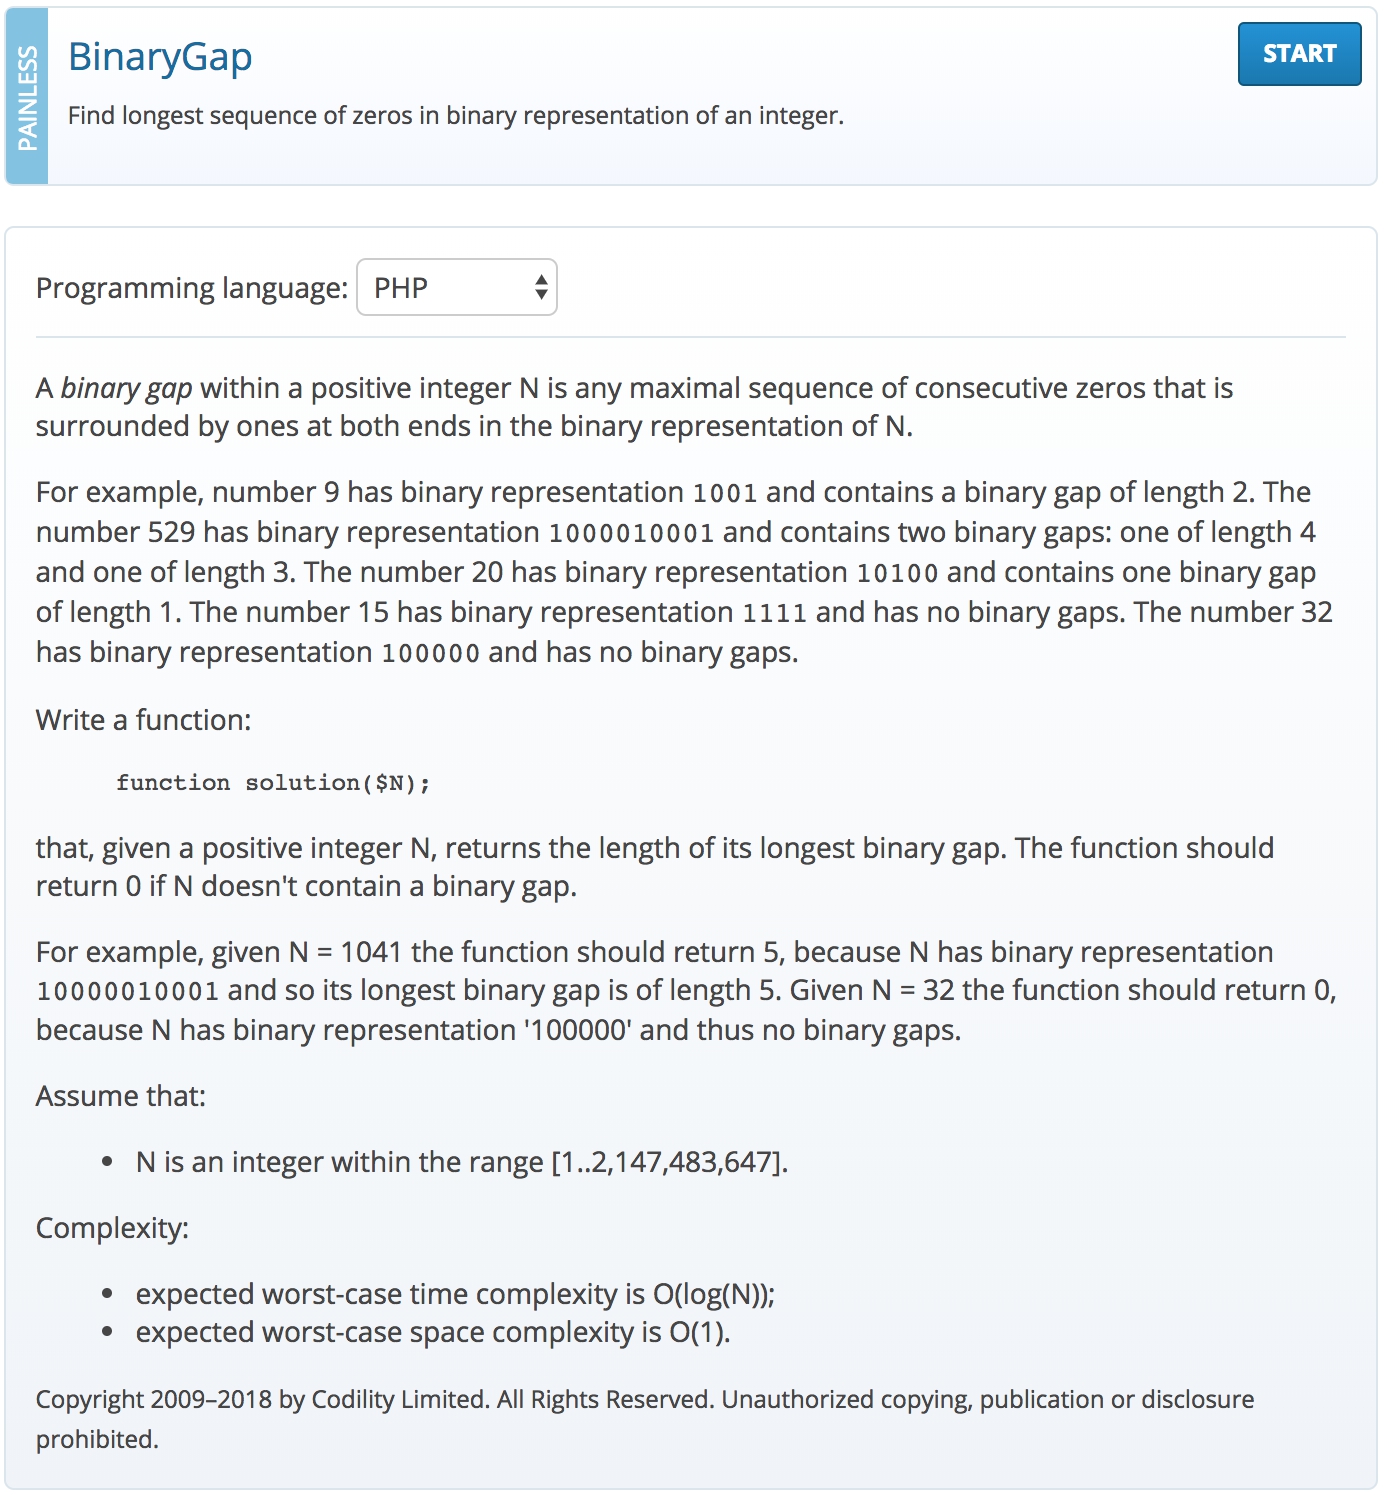 PAINLESS
BinaryGap
START
Find longest sequence of zeros in binary representation of an integer.
Programming language: PHP
A binary gap within a positive integer N is any maximal sequence of consecutive zeros that is
surrounded by ones at both ends in the binary representation of N.
For example, number 9 has binary representation 1001 and contains a binary gap of length 2. The
number 529 has binary representation 1000010001 and contains two binary gaps: one of length 4
and one of length 3. The number 20 has binary representation 10100 and contains one binary gap
of length 1. The number 15 has binary representation 1111 and has no binary gaps. The number 32
has binary representation 100000 and has no binary gaps.
Write a function:
function solution($N);
that, given a positive integer N, returns the length of its longest binary gap. The function should
return 0 if N doesn't contain a binary gap.
For example, given N = 1041 the function should return 5, because N has binary representation
10000010001 and so its longest binary gap is of length 5. Given N = 32 the function should return 0,
because N has binary representation '100000' and thus no binary gaps.
Assume that:
• N is an integer within the range [1..2,147,483,647].
Complexity:
• expected worst-case time complexity is O(log(N));
• expected worst-case space complexity is O(1).
Copyright 2009–2018 by Codility Limited. All Rights Reserved. Unauthorized copying, publication or disclosure
prohibited.